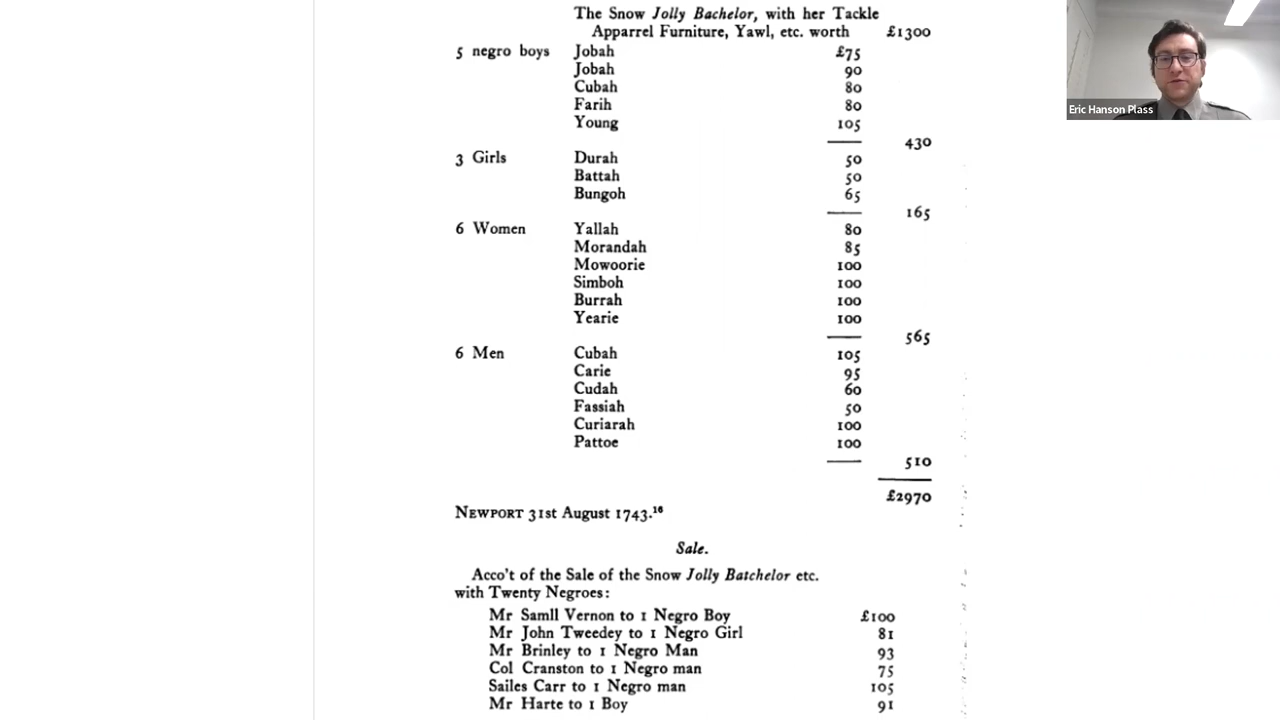 The Snow Jolly Bachelor, with her Tackle
Apparrel Furniture, Yawl, etc. worth £1300
5 negro boys Jobah £75
Jobah 90
Cubah 80
Farih 80
Young 105
430
3 Girls Durah 50
Battah 50
Bungoh 65
165
6 Women Yallah 80
Morandah 85
Mowoorie 100
Simboh 100
Burrah 100
Yearie 100
565
6 Men Cubah 105
Carie 95
Cudah 60
Fassiah 50
Curiarah 100
Pattoe 100
510
£2970
NEWPORT 31st August 1743.16
Sale.
Acco't of the Sale of the Snow Jolly Batchelor etc.
with Twenty Negroes:
Mr Samll Vernon to 1 Negro Boy £100
Mr John Tweedey to 1 Negro Girl 81
Mr Brinley to 1 Negro Man 93
Col Cranston to 1 Negro man 75
Sailes Carr to 1 Negro man 105
Mr Harte to 1 Boy 91
Eric Hanson Plass